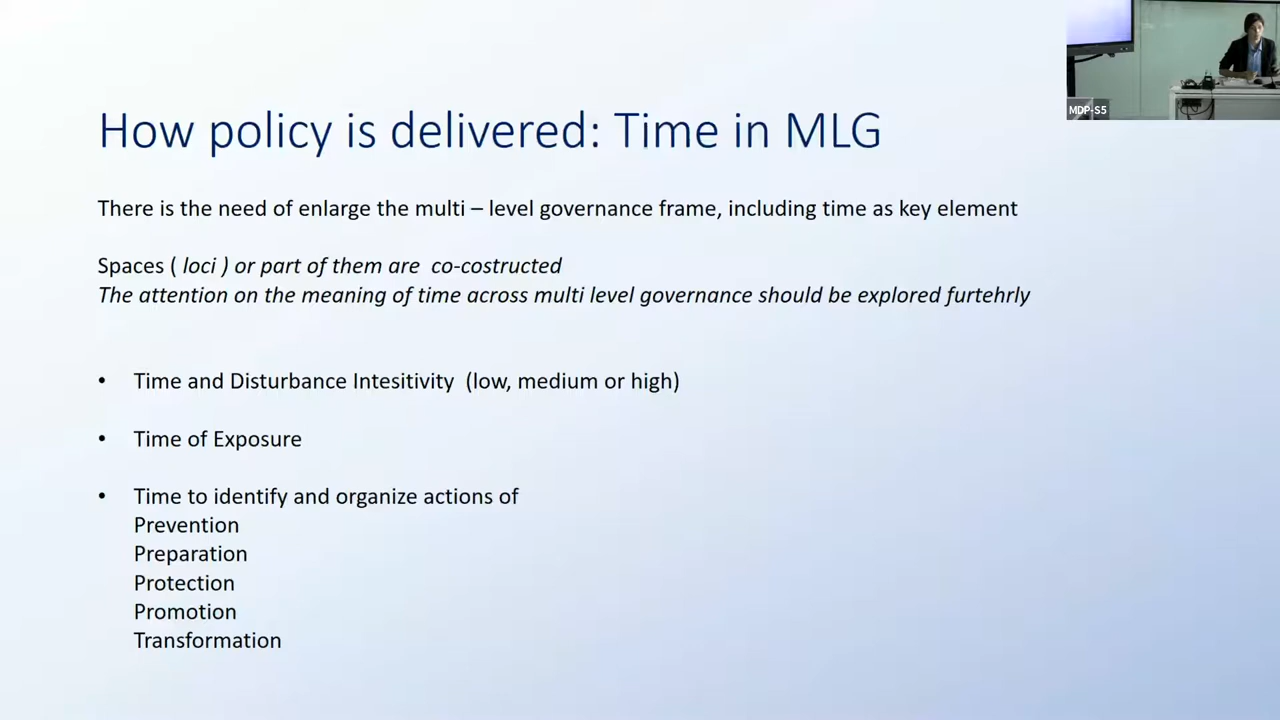 MDP-S5
How policy is delivered: Time in MLG
There is the need of enlarge the multi – level governance frame, including time as key element
Spaces ( loci ) or part of them are  co-costructed
The attention on the meaning of time across multi level governance should be explored furtehrly
• Time and Disturbance Intesitivity  (low, medium or high)
• Time of Exposure
• Time to identify and organize actions of
Prevention
Preparation
Protection
Promotion
Transformation